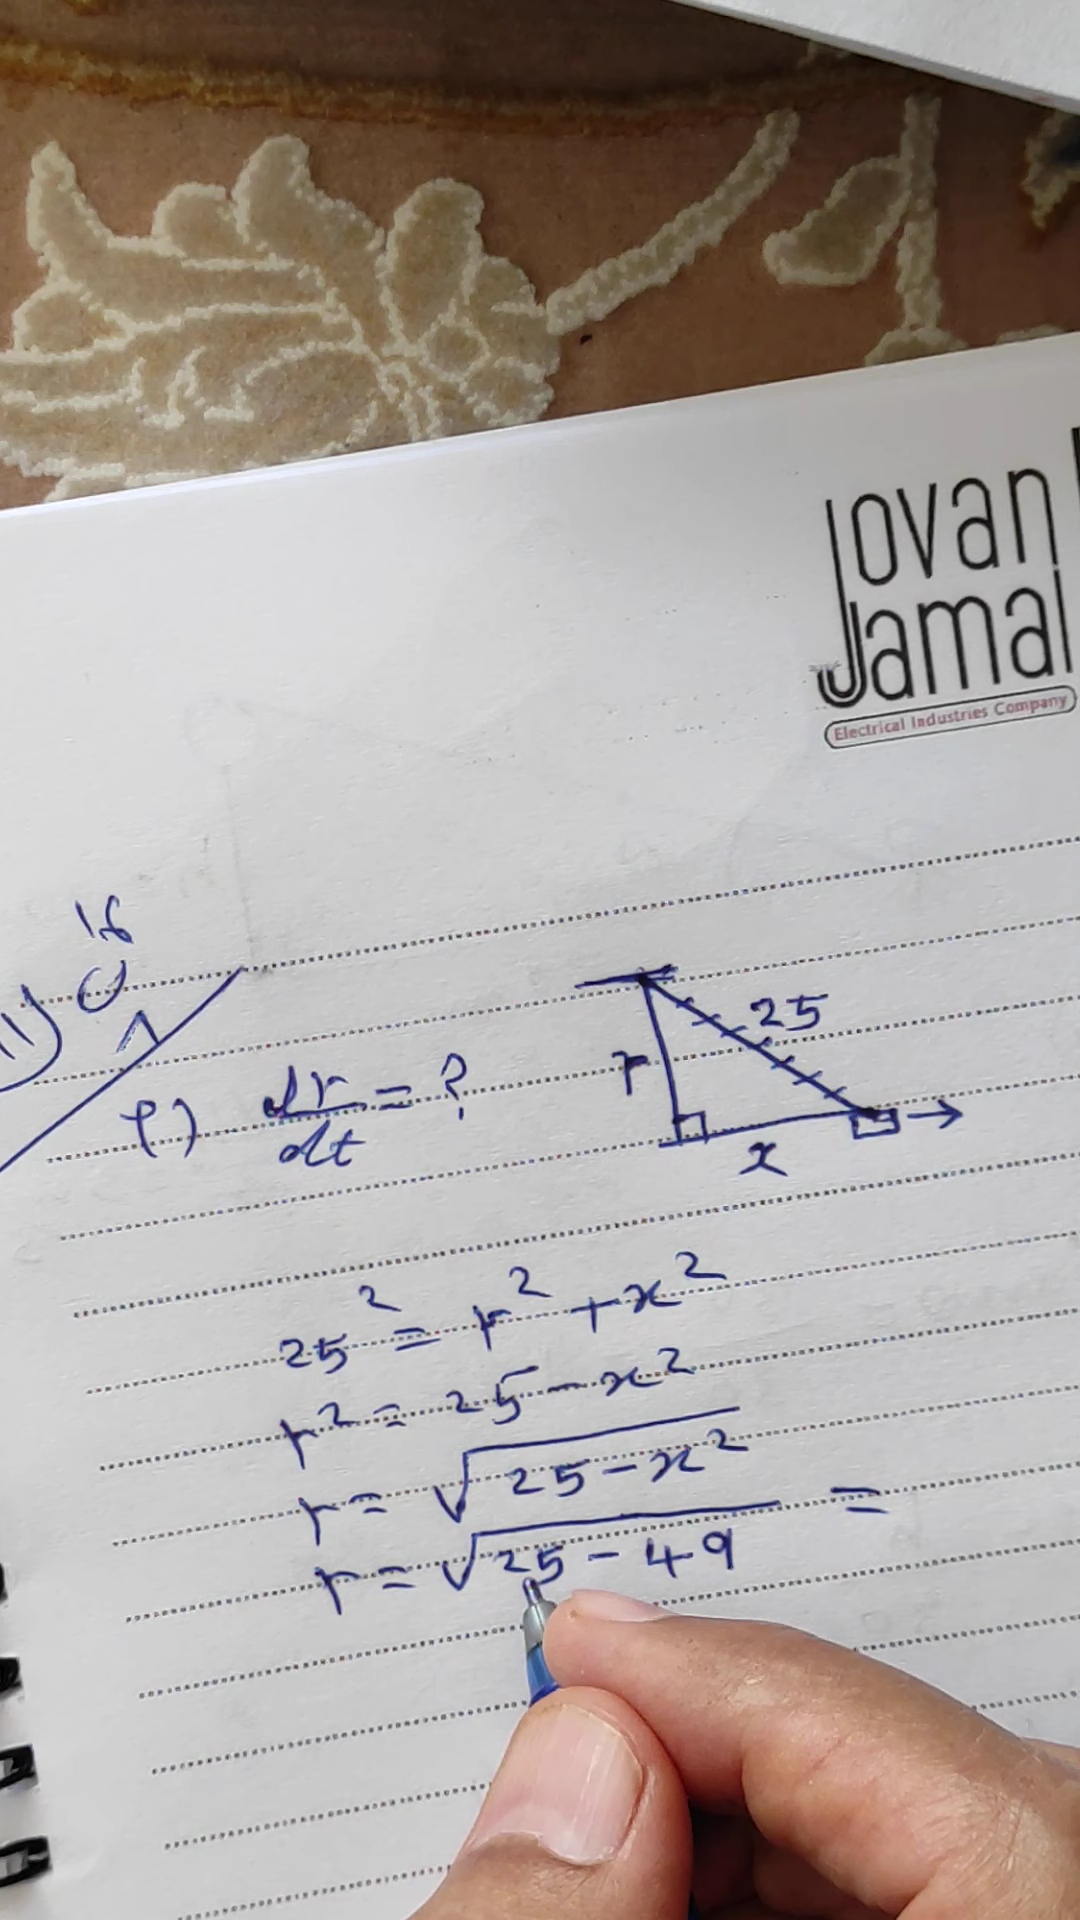 Jovan
Jamal
Electrical Industries Company
16
11)
dr/dt = ?
25
r
x
25² = r² + x²
r² = 25 - x²
r = √25 - x²
r = √25 - 49 =